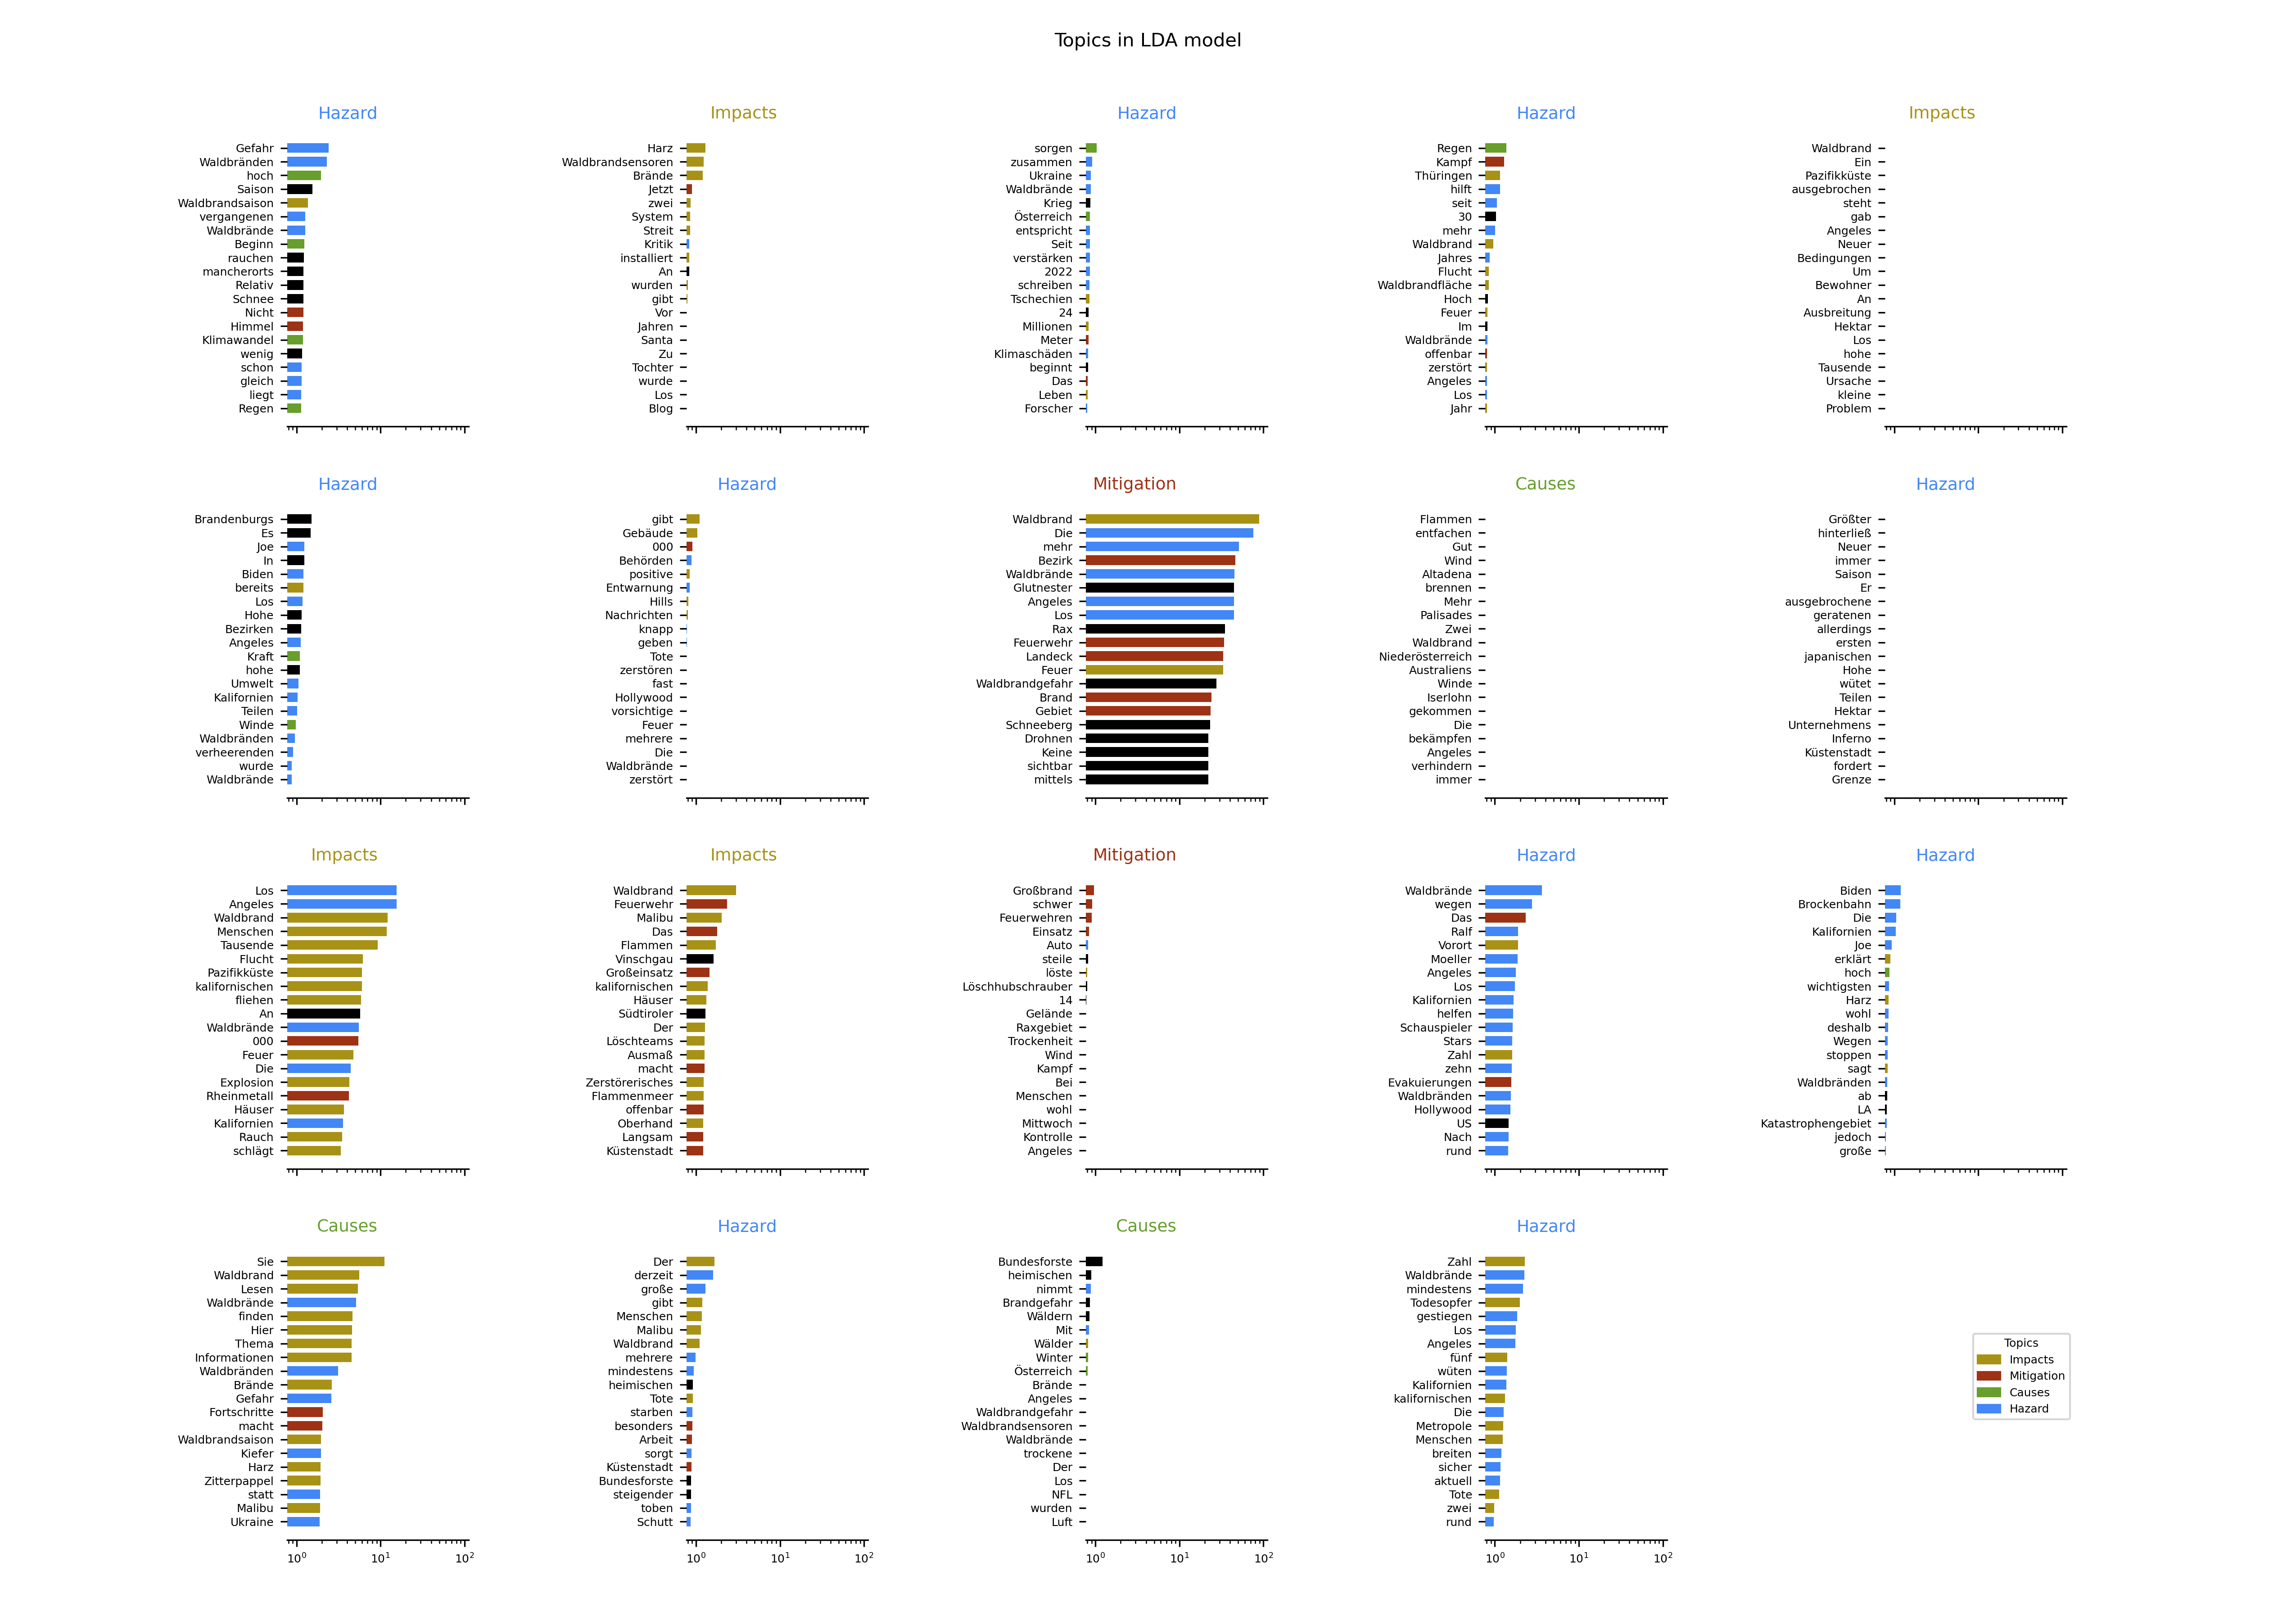 Topics in LDA model
Hazard
Gefahr
Waldbränden
hoch
Saison
Waldbrandsaison
vergangenen
Waldbrände
Beginn
rauchen
mancherorts
Relativ
Schnee
Nicht
Himmel
Klimawandel
wenig
schon
gleich
liegt
Regen
Impacts
Harz
Waldbrandsensoren
Brände
Jetzt
zwei
System
Streit
Kritik
installiert
An
wurden
gibt
Vor
Jahren
Santa
Zu
Tochter
wurde
Los
Blog
Hazard
sorgen
zusammen
Ukraine
Waldbrände
Krieg
Österreich
entspricht
Seit
verstärken
2022
schreiben
Tschechien
24
Millionen
Meter
Klimaschäden
beginnt
Das
Leben
Forscher
Hazard
Regen
Kampf
Thüringen
hilft
seit
30
mehr
Waldbrand
Jahres
Flucht
Waldbrandfläche
Hoch
Feuer
Im
Waldbrände
offenbar
zerstört
Angeles
Los
Jahr
Impacts
Waldbrand
Ein
Pazifikküste
ausgebrochen
steht
gab
Angeles
Neuer
Bedingungen
Um
Bewohner
An
Ausbreitung
Hektar
Los
hohe
Tausende
Ursache
kleine
Problem
Hazard
Brandenburgs
Es
Joe
In
Biden
bereits
Los
Hohe
Bezirken
Angeles
Kraft
hohe
Umwelt
Kalifornien
Teilen
Winde
Waldbränden
verheerenden
wurde
Waldbrände
Hazard
gibt
Gebäude
000
Behörden
positive
Entwarnung
Hills
Nachrichten
knapp
geben
Tote
zerstören
fast
Hollywood
vorsichtige
Feuer
mehrere
Die
Waldbrände
zerstört
Mitigation
Waldbrand
Die
mehr
Bezirk
Waldbrände
Glutnester
Angeles
Los
Rax
Feuerwehr
Landeck
Feuer
Waldbrandgefahr
Brand
Gebiet
Schneeberg
Drohnen
Keine
sichtbar
mittels
Causes
Flammen
entfachen
Gut
Wind
Altadena
brennen
Mehr
Palisades
Zwei
Waldbrand
Niederösterreich
Australiens
Winde
Iserlohn
gekommen
Die
bekämpfen
Angeles
verhindern
immer
Hazard
Größter
hinterließ
Neuer
immer
Saison
Er
ausgebrochene
geratenen
allerdings
ersten
japanischen
Hohe
wütet
Teilen
Hektar
Unternehmens
Inferno
Küstenstadt
fordert
Grenze
Impacts
Los
Angeles
Waldbrand
Menschen
Tausende
Flucht
Pazifikküste
kalifornischen
fliehen
An
Waldbrände
000
Feuer
Die
Explosion
Rheinmetall
Häuser
Kalifornien
Rauch
schlägt
Impacts
Waldbrand
Feuerwehr
Malibu
Das
Flammen
Vinschgau
Großeinsatz
kalifornischen
Häuser
Südtiroler
Der
Löschteams
Ausmaß
macht
Zerstörerisches
Flammenmeer
offenbar
Oberhand
Langsam
Küstenstadt
Mitigation
Großbrand
schwer
Feuerwehren
Einsatz
Auto
steile
löste
Löschhubschrauber
14
Gelände
Raxgebiet
Trockenheit
Wind
Kampf
Bei
Menschen
wohl
Mittwoch
Kontrolle
Angeles
Hazard
Waldbrände
wegen
Das
Ralf
Vorort
Moeller
Angeles
Los
Kalifornien
helfen
Schauspieler
Stars
Zahl
zehn
Evakuierungen
Waldbränden
Hollywood
US
Nach
rund
Hazard
Biden
Brockenbahn
Die
Kalifornien
Joe
erklärt
hoch
wichtigsten
Harz
wohl
deshalb
Wegen
stoppen
sagt
Waldbränden
ab
LA
Katastrophengebiet
jedoch
große
Causes
Sie
Waldbrand
Lesen
Waldbrände
finden
Hier
Thema
Informationen
Waldbränden
Brände
Gefahr
Fortschritte
macht
Waldbrandsaison
Kiefer
Harz
Zitterpappel
statt
Malibu
Ukraine
10⁰ 10¹ 10²
Hazard
Der
derzeit
große
gibt
Menschen
Malibu
Waldbrand
mehrere
mindestens
heimischen
Tote
starben
besonders
Arbeit
sorgt
Küstenstadt
Bundesforste
steigender
toben
Schutt
10⁰ 10¹ 10²
Causes
Bundesforste
heimischen
nimmt
Brandgefahr
Wäldern
Mit
Wälder
Winter
Österreich
Brände
Angeles
Waldbrandgefahr
Waldbrandsensoren
Waldbrände
trockene
Der
Los
NFL
wurden
Luft
10⁰ 10¹ 10²
Hazard
Zahl
Waldbrände
mindestens
Todesopfer
gestiegen
Los
Angeles
fünf
wüten
Kalifornien
kalifornischen
Die
Metropole
Menschen
breiten
sicher
aktuell
Tote
zwei
rund
10⁰ 10¹ 10²
Topics
Impacts
Mitigation
Causes
Hazard